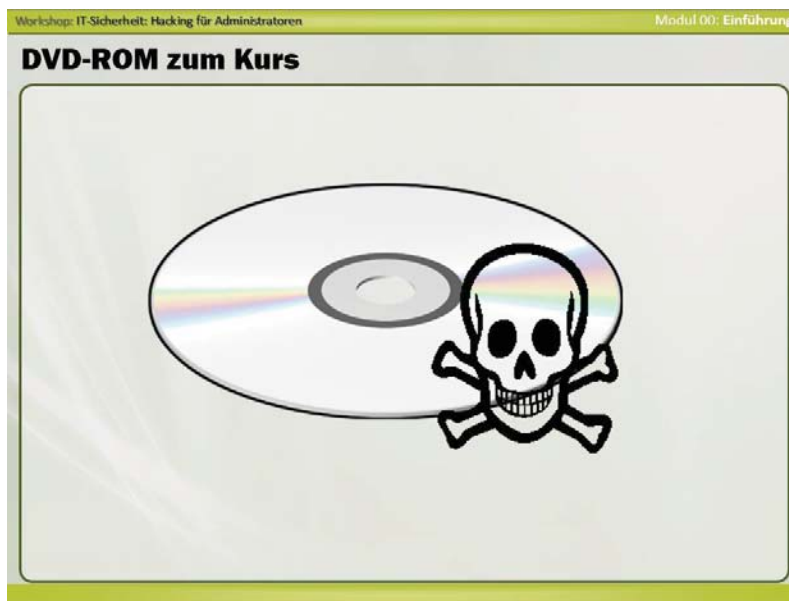 Workshop: IT-Sicherheit: Hacking für Administratoren
Modul 00: Einführung
DVD-ROM zum Kurs